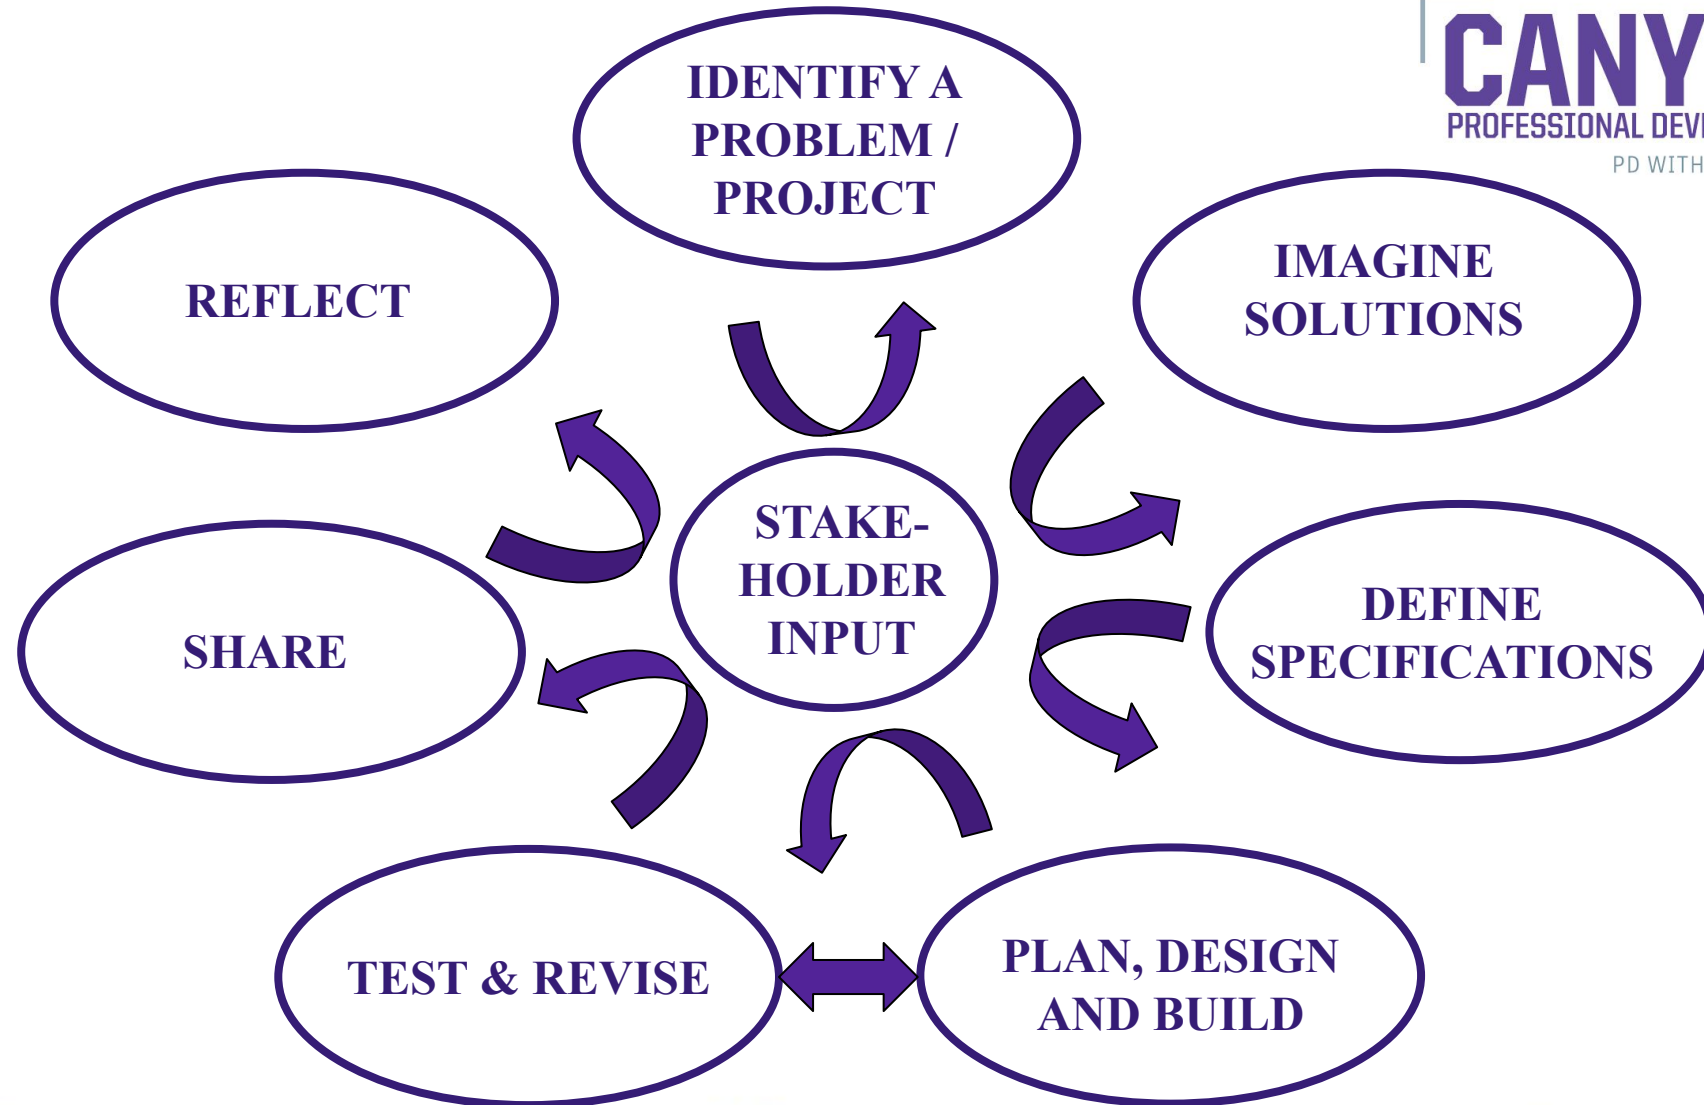 CANY
PROFESSIONAL DEV
PD WITH
IDENTIFY A
PROBLEM /
PROJECT
IMAGINE
SOLUTIONS
DEFINE
SPECIFICATIONS
PLAN, DESIGN
AND BUILD
TEST & REVISE
SHARE
REFLECT
STAKE-
HOLDER
INPUT